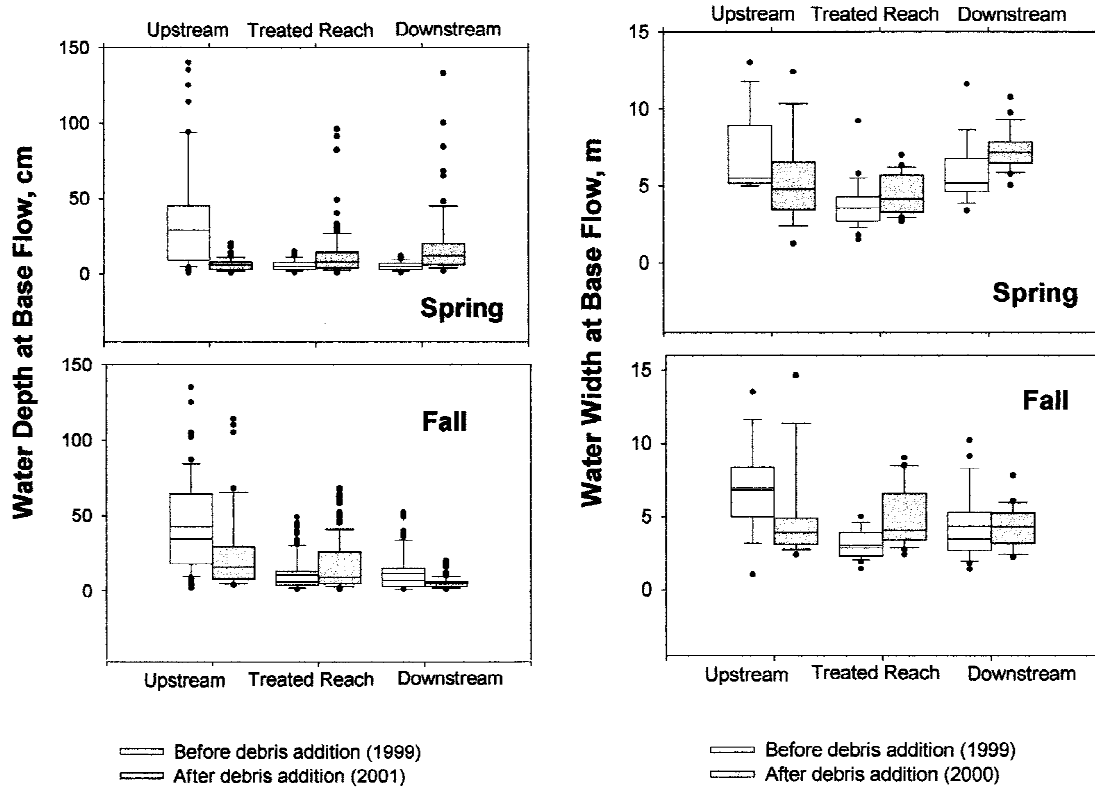 Upstream Treated Reach Downstream
150
100
50
0
Spring
Water Depth at Base Flow, cm
150
100
50
0
Fall
Upstream Treated Reach Downstream
Before debris addition (1999)
After debris addition (2001)
Upstream Treated Reach Downstream
15
10
5
0
Spring
Water Width at Base Flow, m
15
10
5
0
Fall
Upstream Treated Reach Downstream
Before debris addition (1999)
After debris addition (2000)